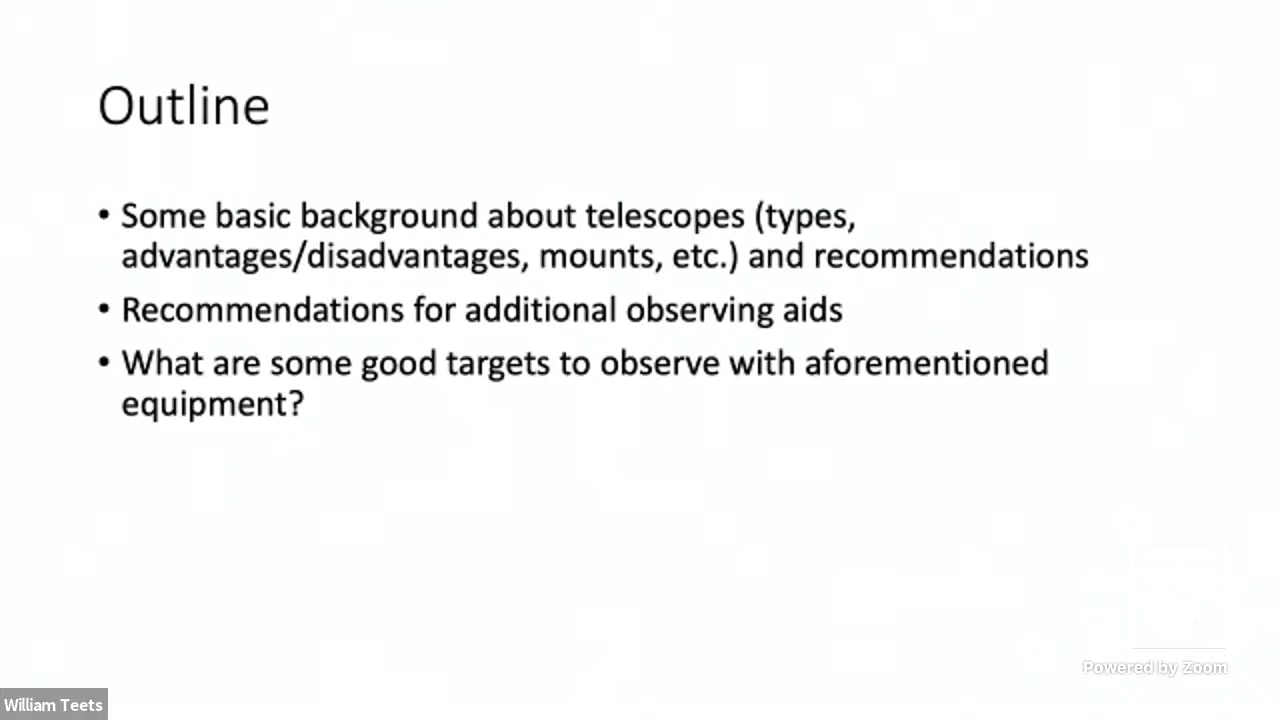 Outline
• Some basic background about telescopes (types,
advantages/disadvantages, mounts, etc.) and recommendations
• Recommendations for additional observing aids
• What are some good targets to observe with aforementioned
equipment?
Powered by Zoom
William Teets